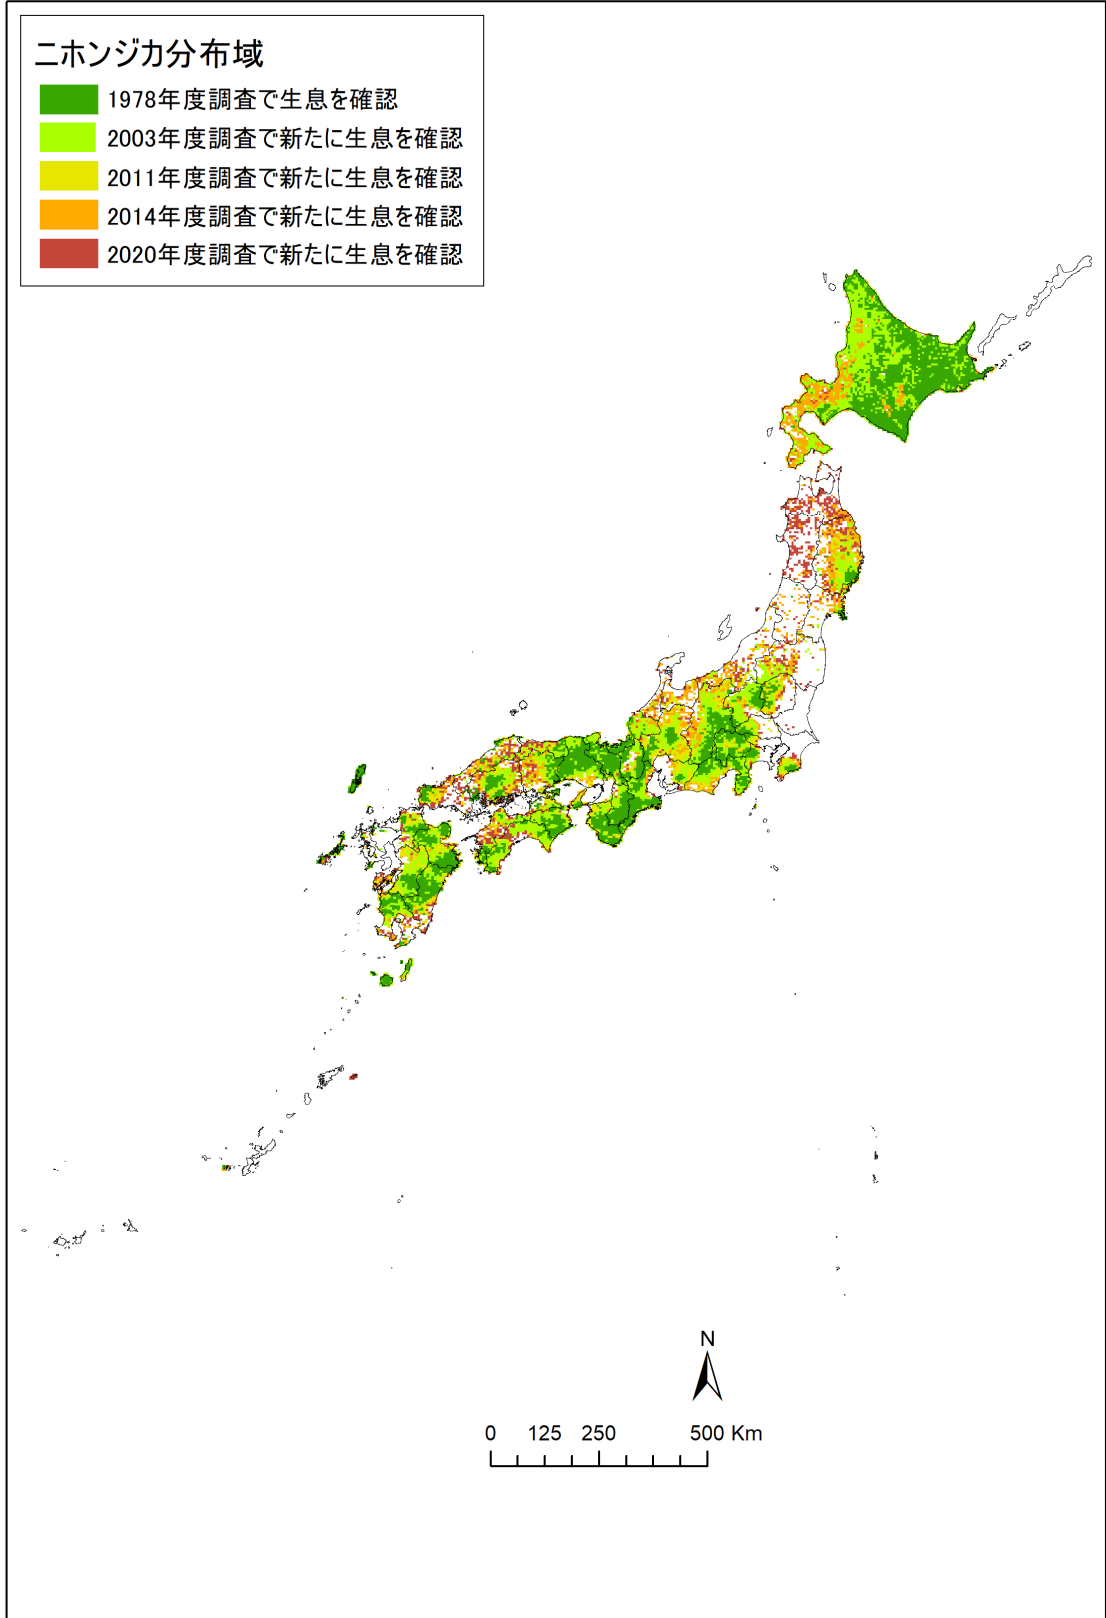 ニホンジカ分布域
1978年度調査で生息を確認
2003年度調査で新たに生息を確認
2011年度調査で新たに生息を確認
2014年度調査で新たに生息を確認
2020年度調査で新たに生息を確認
N
0 125 250 500 Km